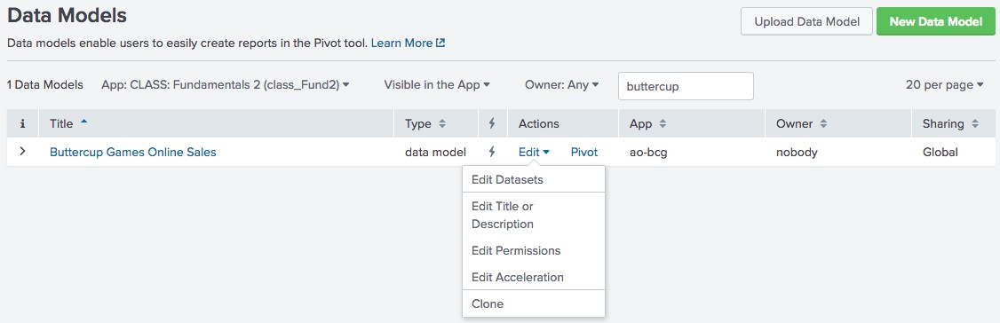 Data Models
Upload Data Model
New Data Model
Data models enable users to easily create reports in the Pivot tool. Learn More
1 Data Models App: CLASS: Fundamentals 2 (class_Fund2) Visible in the App Owner: Any buttercup 20 per page
i Title Type Actions App Owner Sharing
Buttercup Games Online Sales data model Edit Pivot ao-bcg nobody Global
Edit Datasets
Edit Title or
Description
Edit Permissions
Edit Acceleration
Clone